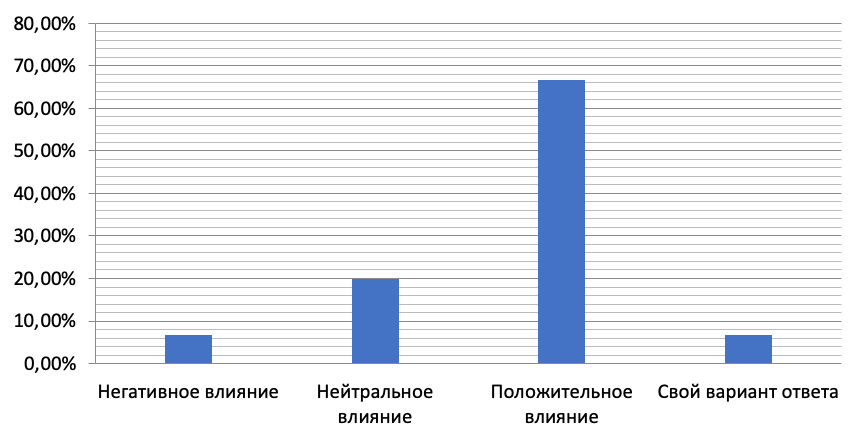 80,00%
70,00%
60,00%
50,00%
40,00%
30,00%
20,00%
10,00%
0,00%
Негативное влияние
Нейтральное
влияние
Положительное
влияние
Свой вариант ответа